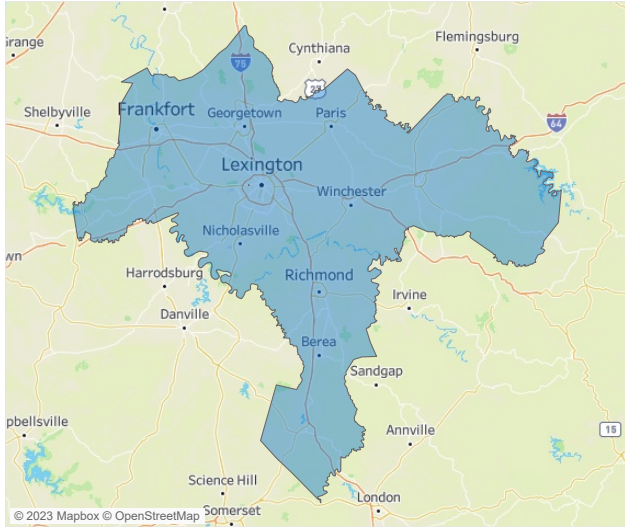 Grange
Cynthiana
Flemingsburg
75
27
Shelbyville
Frankfort
Georgetown
Paris
64
Lexington
Winchester
Nicholasville
wn
Harrodsburg
Richmond
Irvine
Danville
Berea
Sandgap
pbellsville
Annville
15
Science Hill
London
Somerset
© 2023 Mapbox © OpenStreetMap